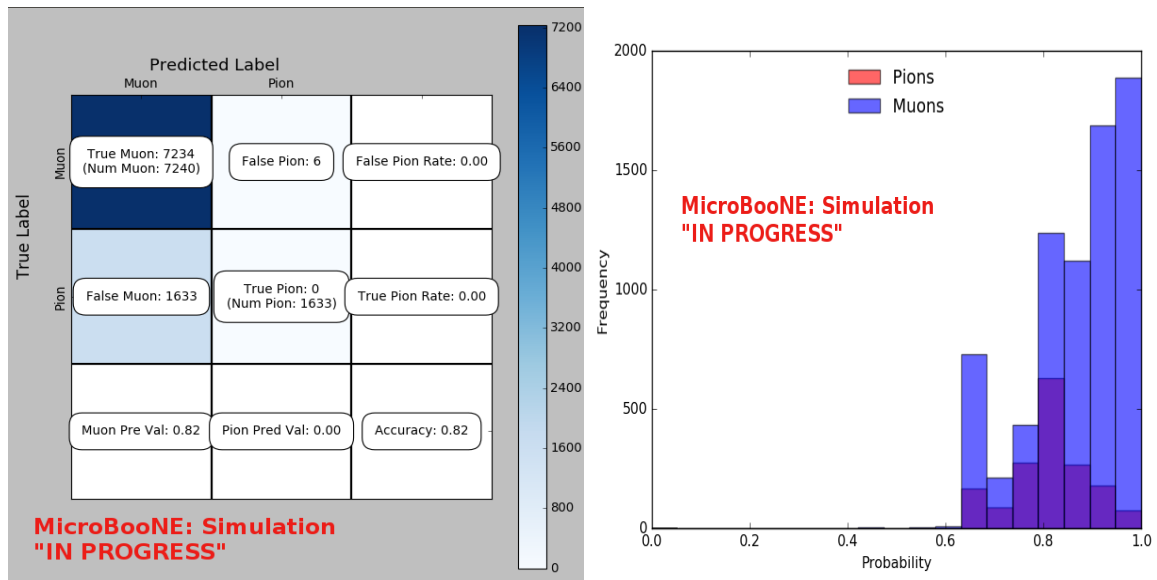 Predicted Label
Muon
Pion
True Label
Muon
True Muon: 7234
(Num Muon: 7240)
False Pion: 6
False Pion Rate: 0.00
Pion
False Muon: 1633
True Pion: 0
(Num Pion: 1633)
True Pion Rate: 0.00
Muon Pre Val: 0.82
Pion Pred Val: 0.00
Accuracy: 0.82
7200
6400
5600
4800
4000
3200
2400
1600
800
0
MicroBooNE: Simulation
"IN PROGRESS"
2000
1500
1000
500
0
Frequency
Pions
Muons
MicroBooNE: Simulation
"IN PROGRESS"
0.0
0.2
0.4
0.6
0.8
1.0
Probability